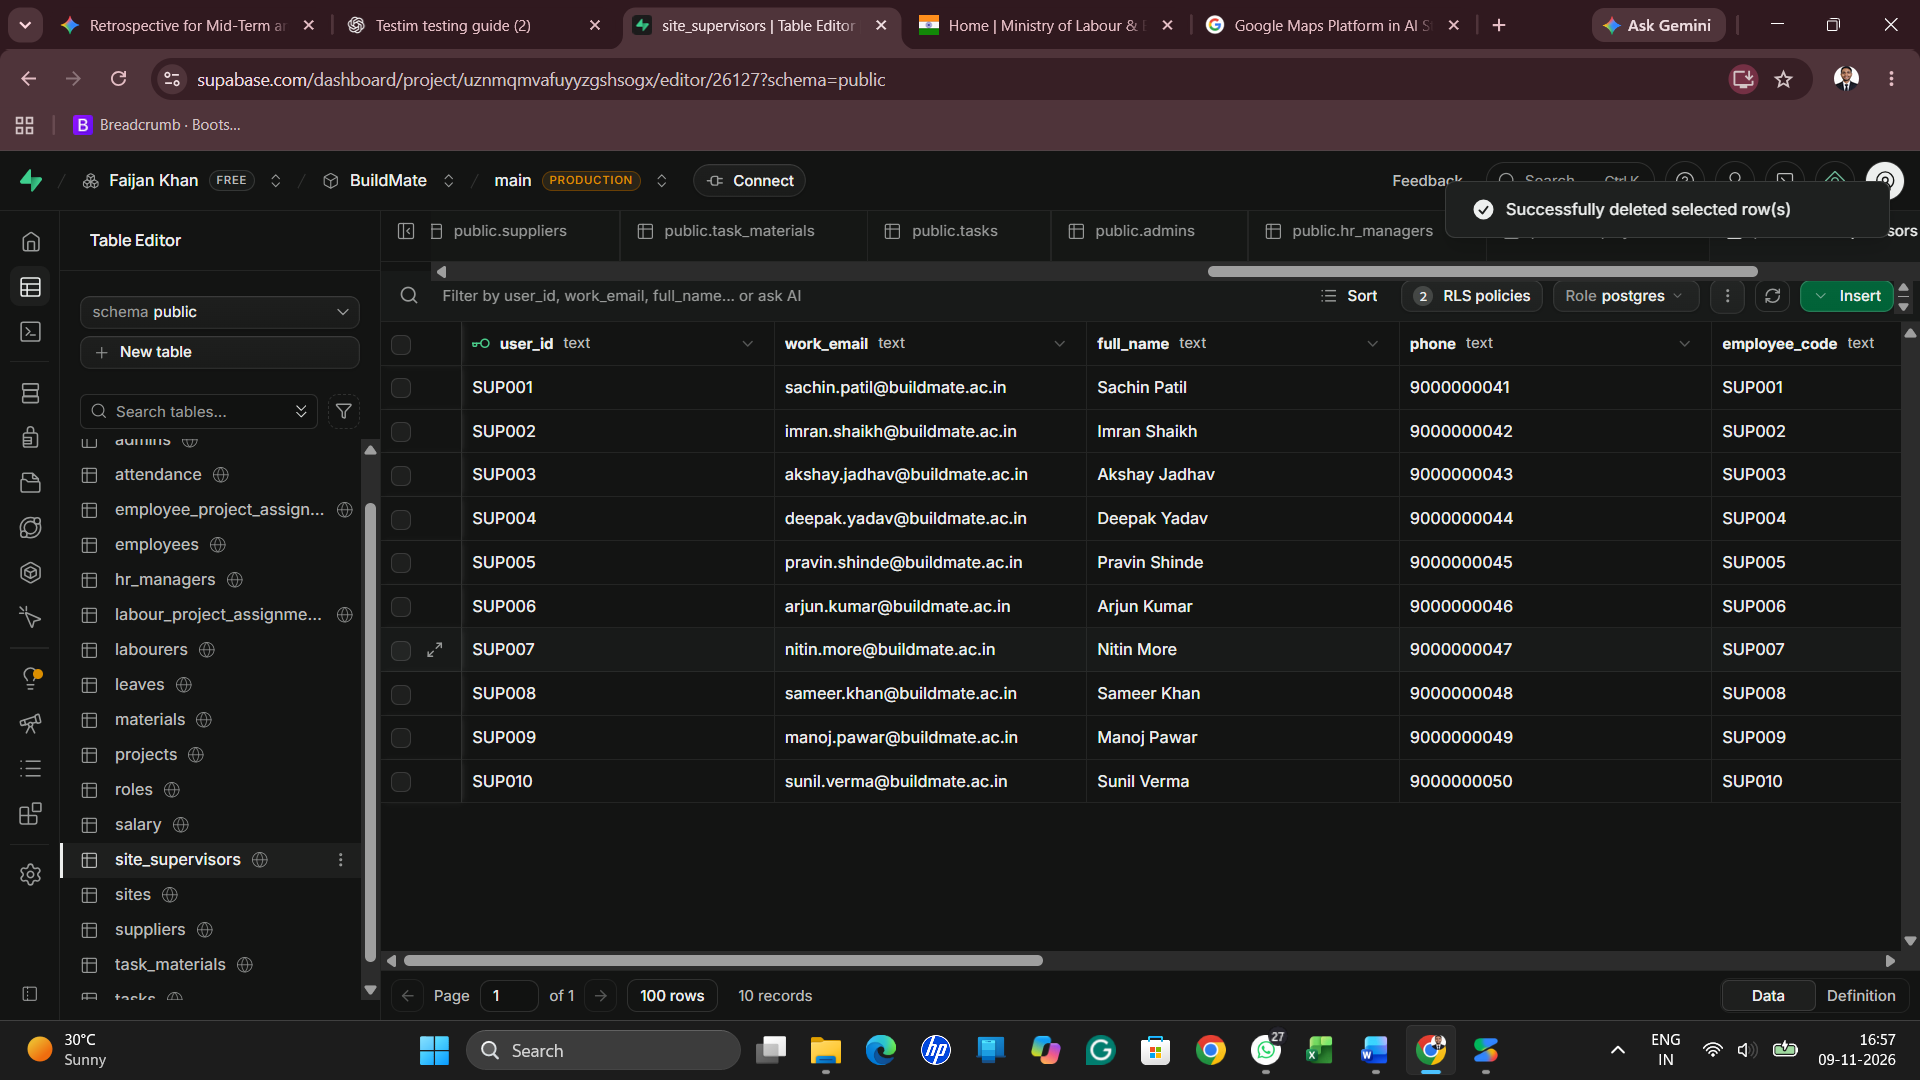 Retrospective for Mid-Term ar
Testim testing guide (2)
site_supervisors | Table Editor
Home | Ministry of Labour & E
Google Maps Platform in AI S
Ask Gemini
supabase.com/dashboard/project/uznmqmvafuyyzgshsogx/editor/26127?schema=public
B Breadcrumb · Boots...
Faijan Khan FREE
BuildMate
main PRODUCTION
Connect
Feedback
Search Ctrl K
Successfully deleted selected row(s)
Table Editor
public.suppliers
public.task_materials
public.tasks
public.admins
public.hr_managers
sors
schema public
New table
Search tables...
Filter by user_id, work_email, full_name... or ask AI
Sort
2 RLS policies
Role postgres
Insert
admins
attendance
employee_project_assign...
employees
hr_managers
labour_project_assignme...
labourers
leaves
materials
projects
roles
salary
site_supervisors
sites
suppliers
task_materials
tasks
user_id text work_email text full_name text phone text employee_code text
SUP001 sachin.patil@buildmate.ac.in Sachin Patil 9000000041 SUP001
SUP002 imran.shaikh@buildmate.ac.in Imran Shaikh 9000000042 SUP002
SUP003 akshay.jadhav@buildmate.ac.in Akshay Jadhav 9000000043 SUP003
SUP004 deepak.yadav@buildmate.ac.in Deepak Yadav 9000000044 SUP004
SUP005 pravin.shinde@buildmate.ac.in Pravin Shinde 9000000045 SUP005
SUP006 arjun.kumar@buildmate.ac.in Arjun Kumar 9000000046 SUP006
SUP007 nitin.more@buildmate.ac.in Nitin More 9000000047 SUP007
SUP008 sameer.khan@buildmate.ac.in Sameer Khan 9000000048 SUP008
SUP009 manoj.pawar@buildmate.ac.in Manoj Pawar 9000000049 SUP009
SUP010 sunil.verma@buildmate.ac.in Sunil Verma 9000000050 SUP010
Page 1 of 1
100 rows
10 records
Data
Definition
30°C
Sunny
Search
27
ENG
IN
16:57
09-11-2026